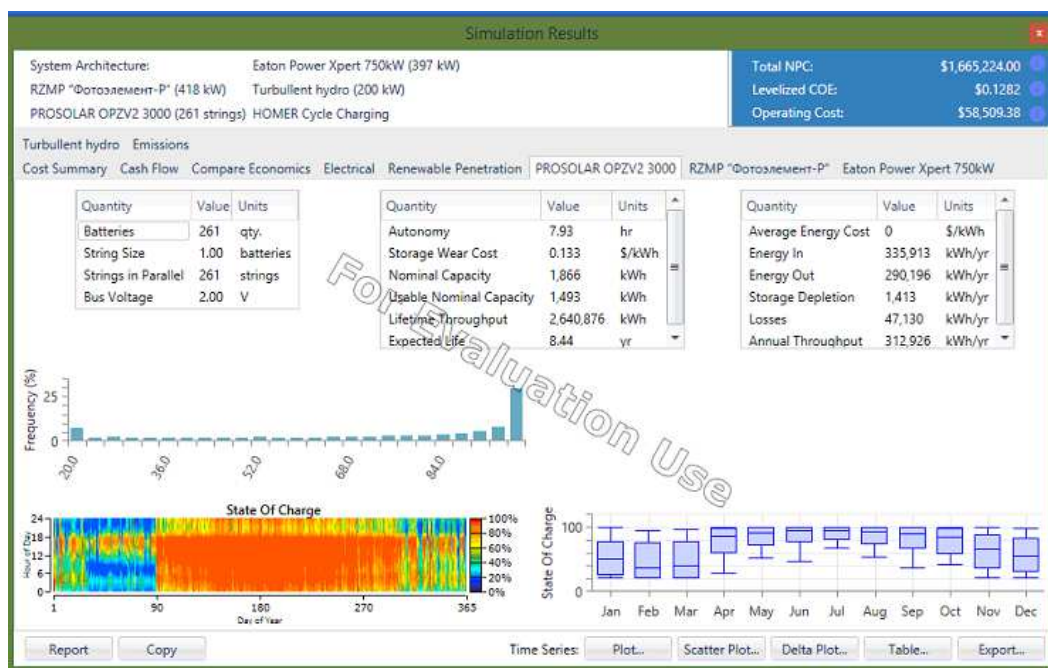 Simulation Results
x
System Architecture: Eaton Power Xpert 750kW (397 kW)
RZMP "Фотоэлемент-Р" (418 kW) Turbullent hydro (200 kW)
PROSOLAR OPZV2 3000 (261 strings) HOMER Cycle Charging
Total NPC: $1,665,224.00
Levelized COE: $0.1282
Operating Cost: $58,509.38
Turbullent hydro Emissions
Cost Summary Cash Flow Compare Economics Electrical Renewable Penetration PROSOLAR OPZV2 3000 RZMP "Фотоэлемент-Р" Eaton Power Xpert 750kW
Quantity Value Units
Batteries 261 qty.
String Size 1.00 batteries
Strings in Parallel 261 strings
Bus Voltage 2.00 V
Quantity Value Units
Autonomy 7.93 hr
Storage Wear Cost 0.133 $/kWh
Nominal Capacity 1,866 kWh
Usable Nominal Capacity 1,493 kWh
Lifetime Throughput 2,640,876 kWh
Expected Life 8.44 yr
Quantity Value Units
Average Energy Cost 0 $/kWh
Energy In 335,913 kWh/yr
Energy Out 290,196 kWh/yr
Storage Depletion 1,413 kWh/yr
Losses 47,130 kWh/yr
Annual Throughput 312,926 kWh/yr
For Evaluation Use
Frequency (%)
25
0
20.0 36.0 52.0 68.0 84.0
State Of Charge
Hour of Day
24
18
12
6
0
1 90 180 270 365
Day of Year
100%
80%
60%
40%
20%
0%
State Of Charge
100
0
Jan Feb Mar Apr May Jun Jul Aug Sep Oct Nov Dec
Report Copy Time Series: Plot... Scatter Plot... Delta Plot... Table... Export...